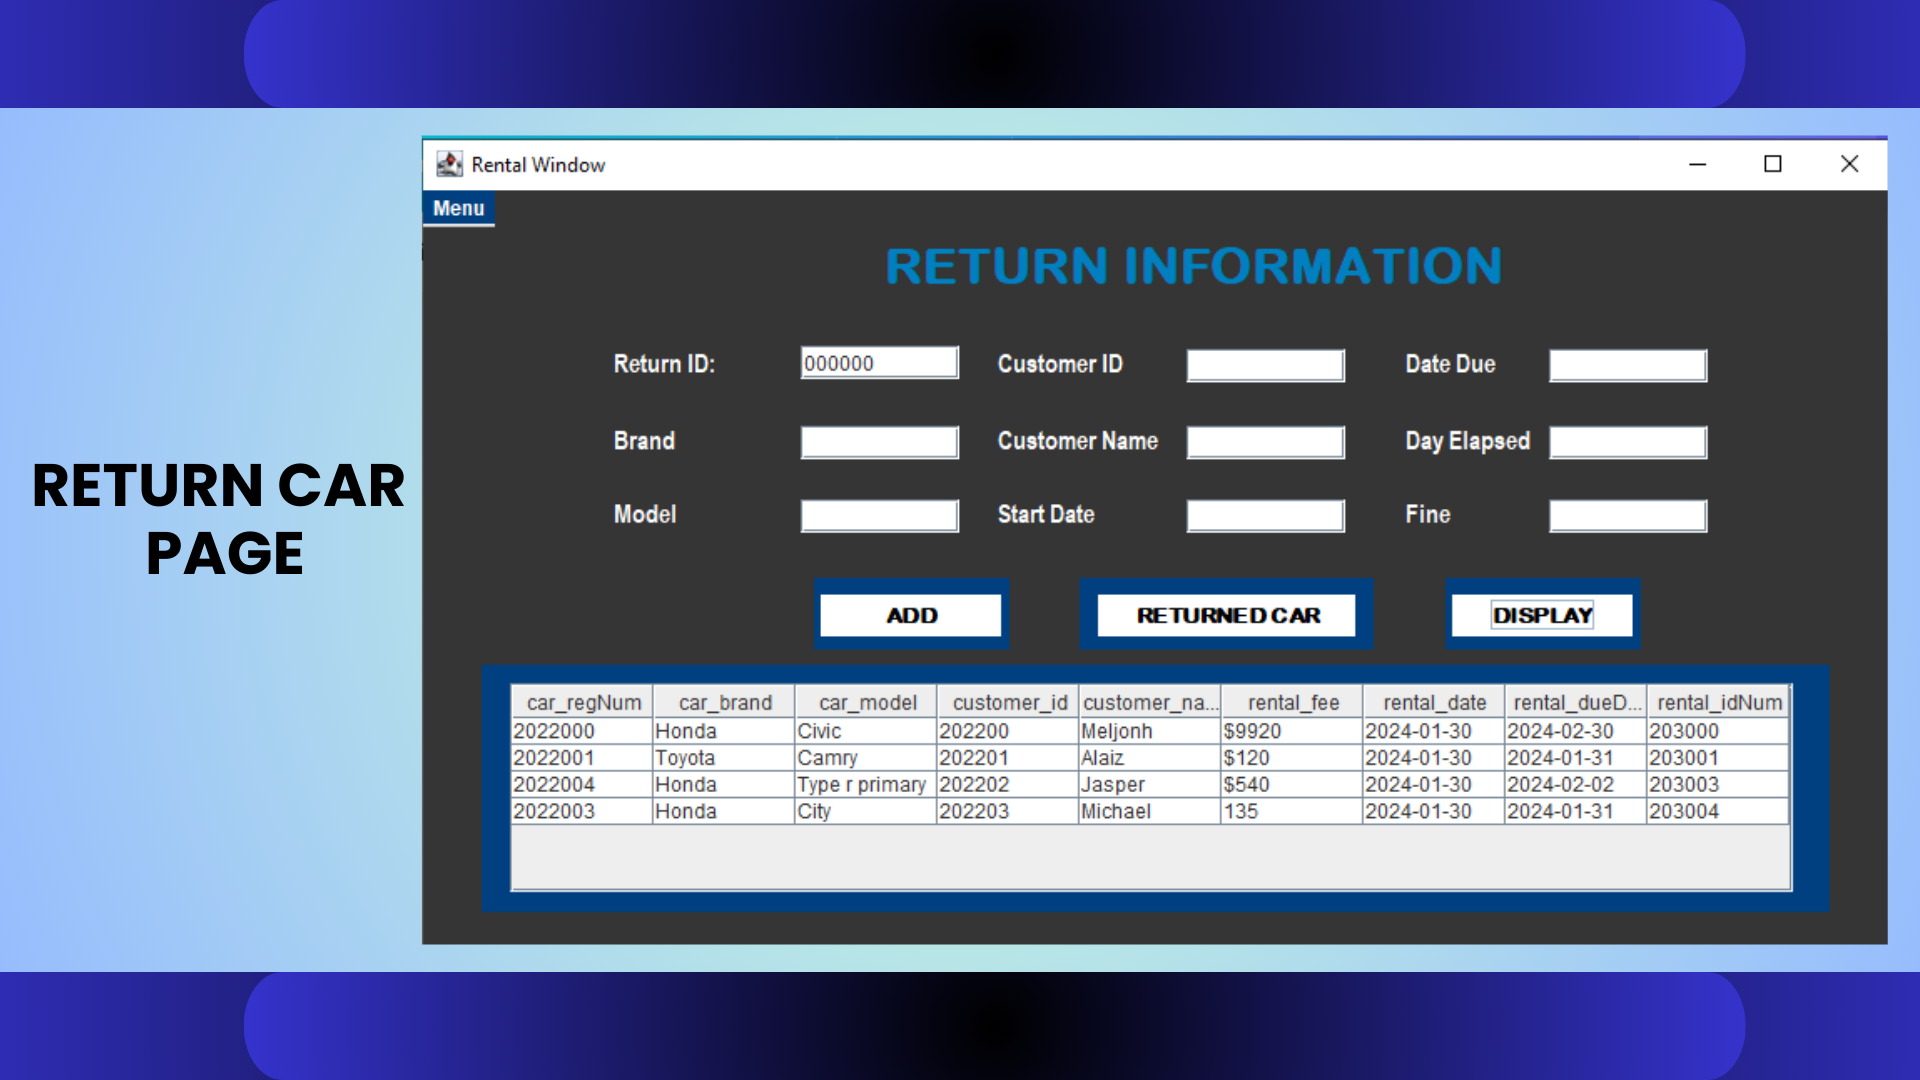 RETURN CAR
PAGE
Rental Window
Menu
RETURN INFORMATION
Return ID: 000000 Customer ID Date Due
Brand Customer Name Day Elapsed
Model Start Date Fine
ADD RETURNED CAR DISPLAY
car_regNum car_brand car_model customer_id customer_na... rental_fee rental_date rental_dueD... rental_idNum
2022000 Honda Civic 202200 Meljonh $9920 2024-01-30 2024-02-30 203000
2022001 Toyota Camry 202201 Alaiz $120 2024-01-30 2024-01-31 203001
2022004 Honda Type r primary 202202 Jasper $540 2024-01-30 2024-02-02 203003
2022003 Honda City 202203 Michael 135 2024-01-30 2024-01-31 203004